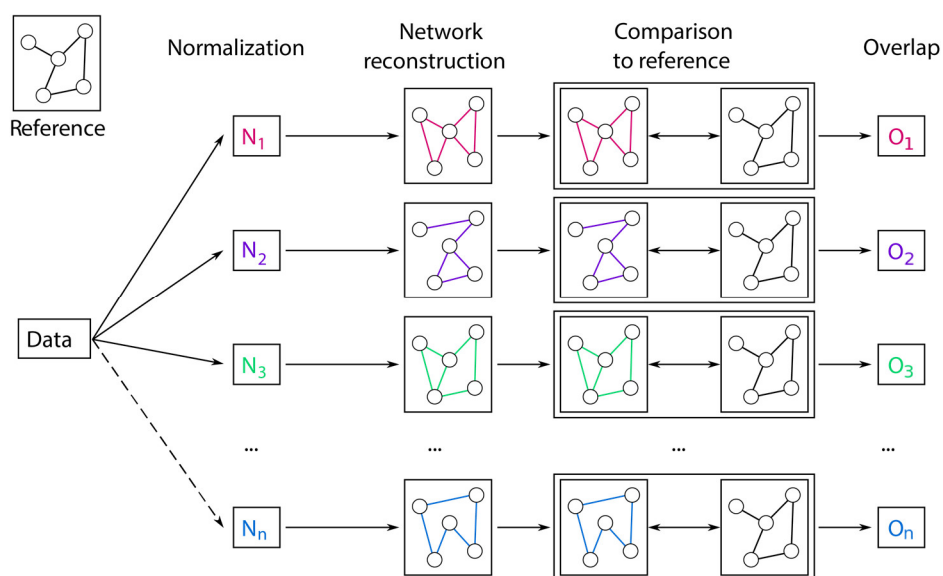 Reference
Normalization
Network
reconstruction
Comparison
to reference
Overlap
N1
O1
N2
O2
Data
N3
O3
... ... ... ...
Nn
On